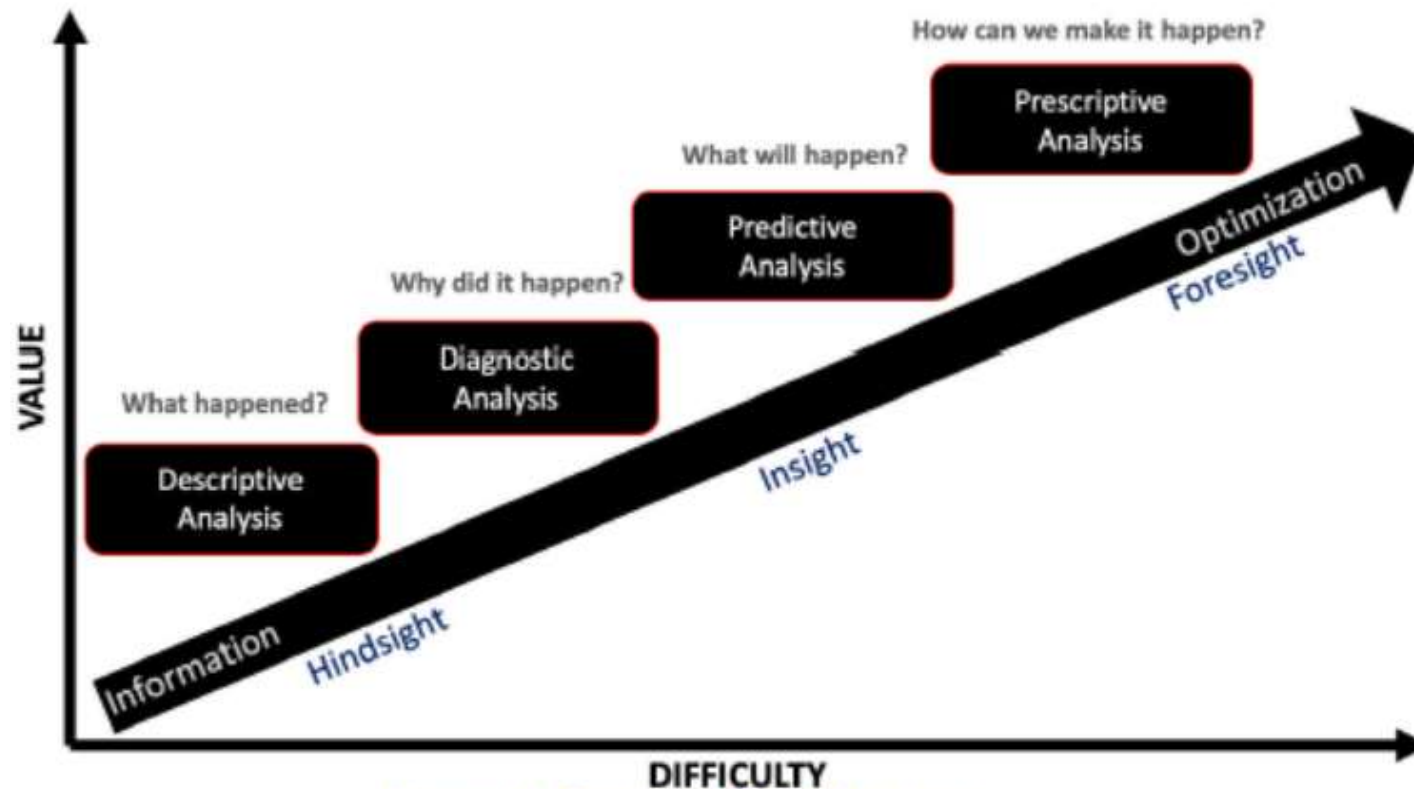 How can we make it happen?
Prescriptive
Analysis
What will happen?
Predictive
Analysis
Why did it happen?
Diagnostic
Analysis
What happened?
Descriptive
Analysis
VALUE
Information
Optimization
Hindsight
Insight
Foresight
DIFFICULTY